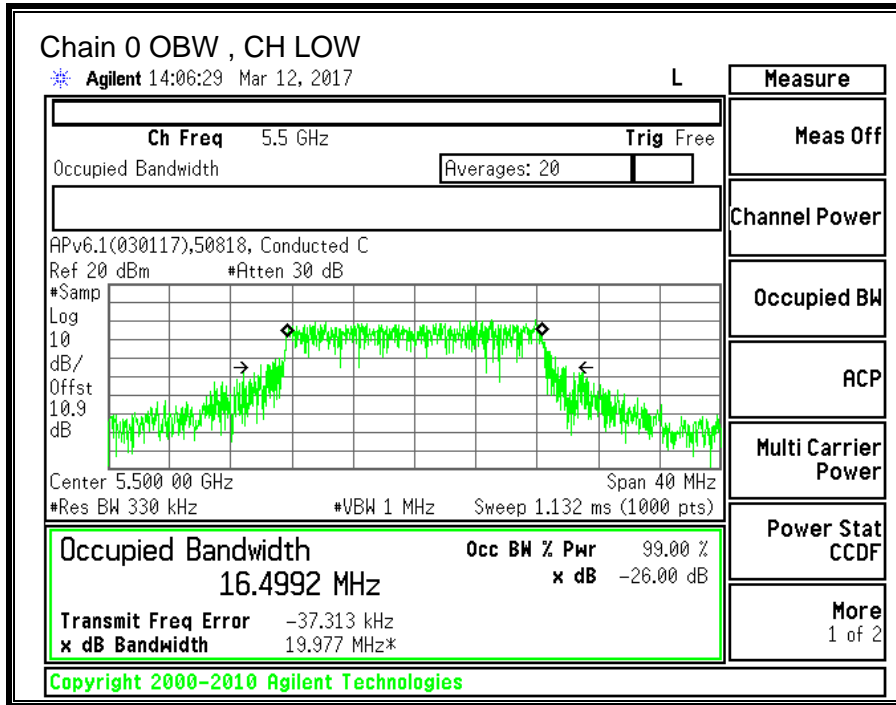 Chain 0 OBW , CH LOW
Agilent 14:06:29 Mar 12, 2017 L
Measure
Ch Freq 5.5 GHz Trig Free
Occupied Bandwidth Averages: 20
APv6.1(030117),50818, Conducted C
Ref 20 dBm #Atten 30 dB
#Samp
Log
10
dB/
Offst
10.9
dB
Center 5.500 00 GHz Span 40 MHz
#Res BW 330 kHz #VBW 1 MHz Sweep 1.132 ms (1000 pts)
Occupied Bandwidth Occ BW % Pwr 99.00 %
16.4992 MHz x dB -26.00 dB
Transmit Freq Error -37.313 kHz
x dB Bandwidth 19.977 MHz*
Meas Off
Channel Power
Occupied BW
ACP
Multi Carrier
Power
Power Stat
CCDF
More
1 of 2
Copyright 2000-2010 Agilent Technologies